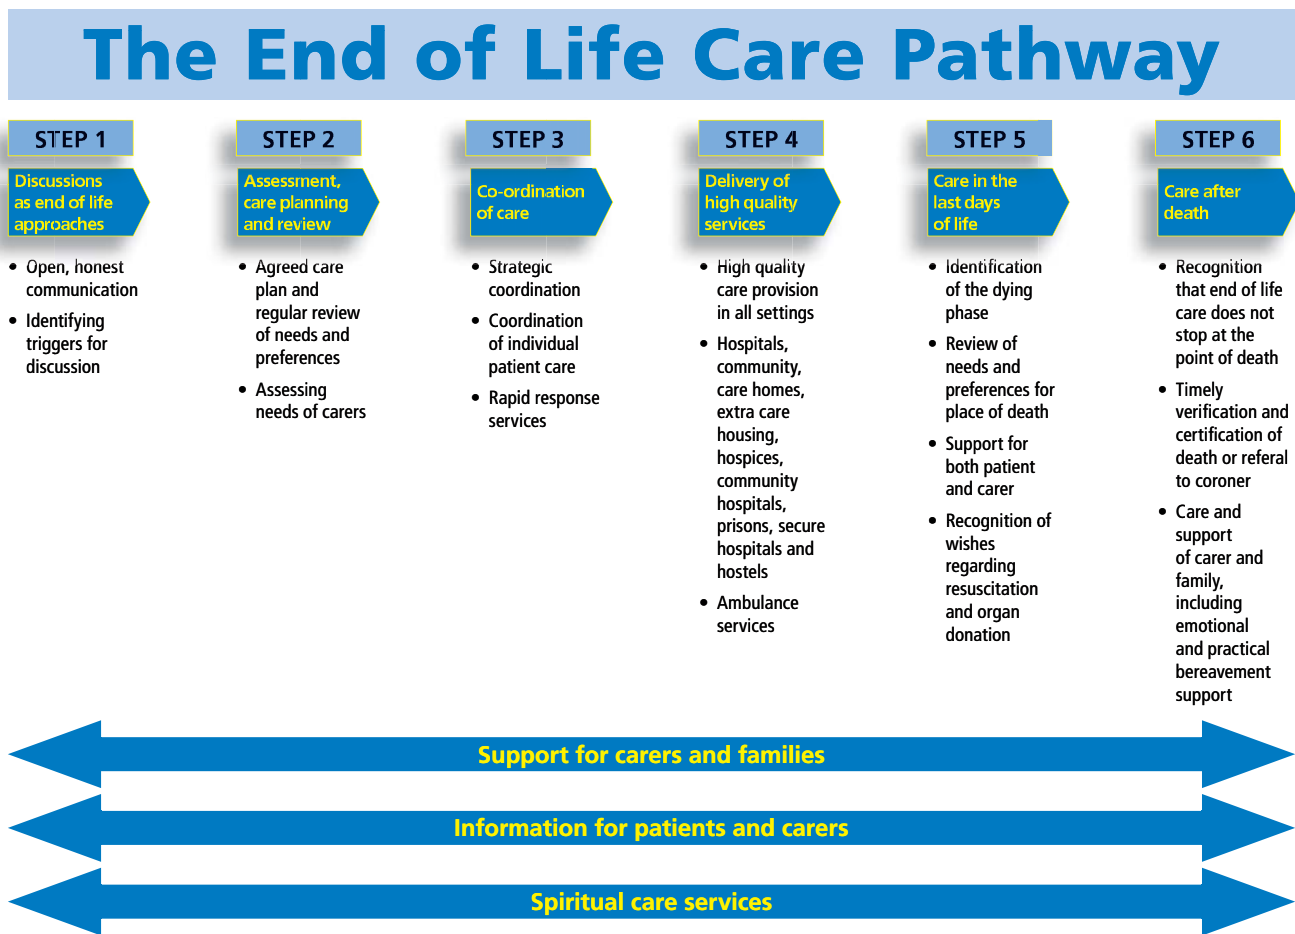 The End of Life Care Pathway
STEP 1
Discussions
as end of life
approaches
• Open, honest
communication
• Identifying
triggers for
discussion
STEP 2
Assessment,
care planning
and review
• Agreed care
plan and
regular review
of needs and
preferences
• Assessing
needs of carers
STEP 3
Co-ordination
of care
• Strategic
coordination
• Coordination
of individual
patient care
• Rapid response
services
STEP 4
Delivery of
high quality
services
• High quality
care provision
in all settings
• Hospitals,
community,
care homes,
extra care
housing,
hospices,
community
hospitals,
prisons, secure
hospitals and
hostels
• Ambulance
services
STEP 5
Care in the
last days
of life
• Identification
of the dying
phase
• Review of
needs and
preferences for
place of death
• Support for
both patient
and carer
• Recognition of
wishes
regarding
resuscitation
and organ
donation
STEP 6
Care after
death
• Recognition
that end of life
care does not
stop at the
point of death
• Timely
verification and
certification of
death or referal
to coroner
• Care and
support
of carer and
family,
including
emotional
and practical
bereavement
support
Support for carers and families
Information for patients and carers
Spiritual care services